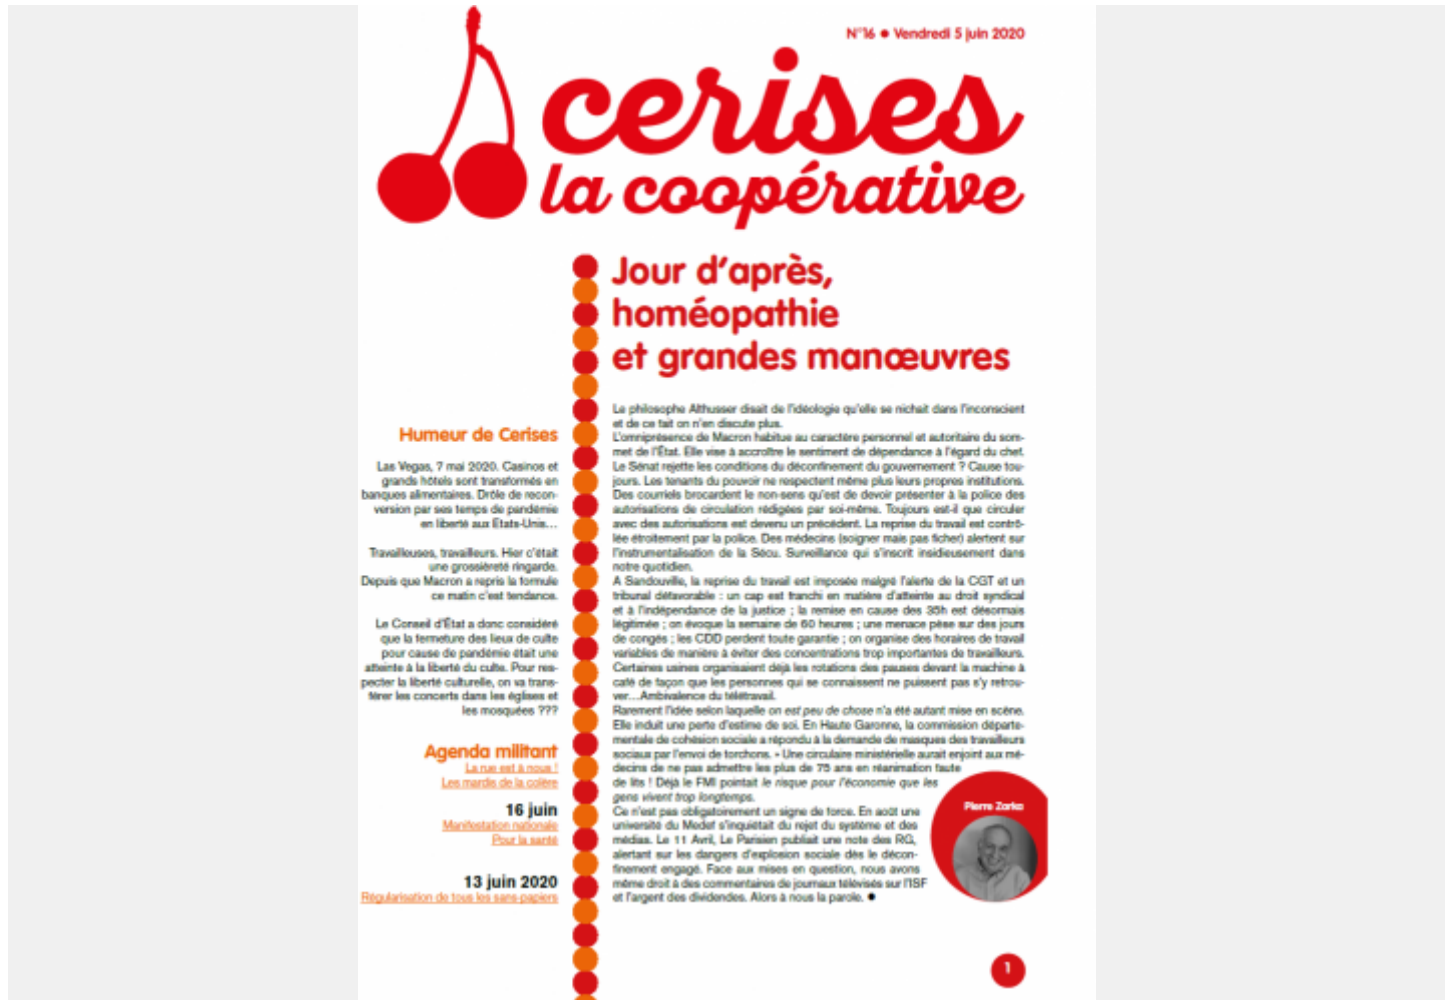 N°16 ● Vendredi 5 juin 2020
cerises
la coopérative
Jour d’après,
homéopathie
et grandes manœuvres
Humeur de Cerises
Las Vegas, 7 mai 2020. Casinos et
grands hôtels sont transformés en
banques alimentaires. Drôle de recon-
version par ses temps de pandémie
en liberté aux États-Unis…
Travailleuses, travailleurs. Hier c’était
une grossièreté ringarde.
Depuis que Macron a repris la formule
ce matin c’est tendance.
Le Conseil d’État a donc considéré
que la fermeture des lieux de culte
pour cause de pandémie était une
atteinte à la liberté du culte. Pour res-
pecter la liberté culturelle, on va trans-
férer les concerts dans les églises et
les mosquées ???
Agenda militant
La rue est à nous !
Les mardis de la colère
16 juin
Manifestation nationale
Pour la santé
13 juin 2020
Régularisation de tous les sans-papiers
Le philosophe Althusser disait de l’idéologie qu’elle se nichait dans l’inconscient
et de ce fait on n’en discute plus.
L’omniprésence de Macron habitue au caractère personnel et autoritaire du som-
met de l’État. Elle vise à accroître le sentiment de dépendance à l’égard du chef.
Le Sénat rejette les conditions du déconfinement du gouvernement ? Cause tou-
jours. Les tenants du pouvoir ne respectent même plus leurs propres institutions.
Des courriels brocardent le non-sens qu’est de devoir présenter à la police des
autorisations de circulation rédigées par soi-même. Toujours est-il que circuler
avec des autorisations est devenu un précédent. La reprise du travail est contrô-
lée étroitement par la police. Des médecins (soigner mais pas ficher) alertent sur
l’instrumentalisation de la Sécu. Surveillance qui s’inscrit insidieusement dans
notre quotidien.
A Sandouville, la reprise du travail est imposée malgré l’alerte de la CGT et un
tribunal défavorable : un cap est franchi en matière d’atteinte au droit syndical
et à l’indépendance de la justice ; la remise en cause des 35h est désormais
légitimée ; on évoque la semaine de 60 heures ; une menace pèse sur des jours
de congés ; les CDD perdent toute garantie ; on organise des horaires de travail
variables de manière à éviter des concentrations trop importantes de travailleurs.
Certaines usines organisaient déjà les rotations des pauses devant la machine à
café de façon que les personnes qui se connaissent ne puissent pas s’y retrou-
ver…Ambivalence du télétravail.
Rarement l’idée selon laquelle on est peu de chose n’a été autant mise en scène.
Elle induit une perte d’estime de soi. En Haute Garonne, la commission départe-
mentale de cohésion sociale a répondu à la demande de masques des travailleurs
sociaux par l’envoi de torchons. • Une circulaire ministérielle aurait enjoint aux mé-
decins de ne pas admettre les plus de 75 ans en réanimation faute
de lits ! Déjà le FMI pointait le risque pour l’économie que les
gens vivent trop longtemps.
Ce n’est pas obligatoirement un signe de force. En août une
université du Medef s’inquiétait du rejet du système et des
médias. Le 11 Avril, Le Parisien publiait une note des RG,
alertant sur les dangers d’explosion sociale dès le décon-
finement engagé. Face aux mises en question, nous avons
même droit à des commentaires de journaux télévisés sur l’ISF
et l’argent des dividendes. Alors à nous la parole. ●
Pierre Zarka
1